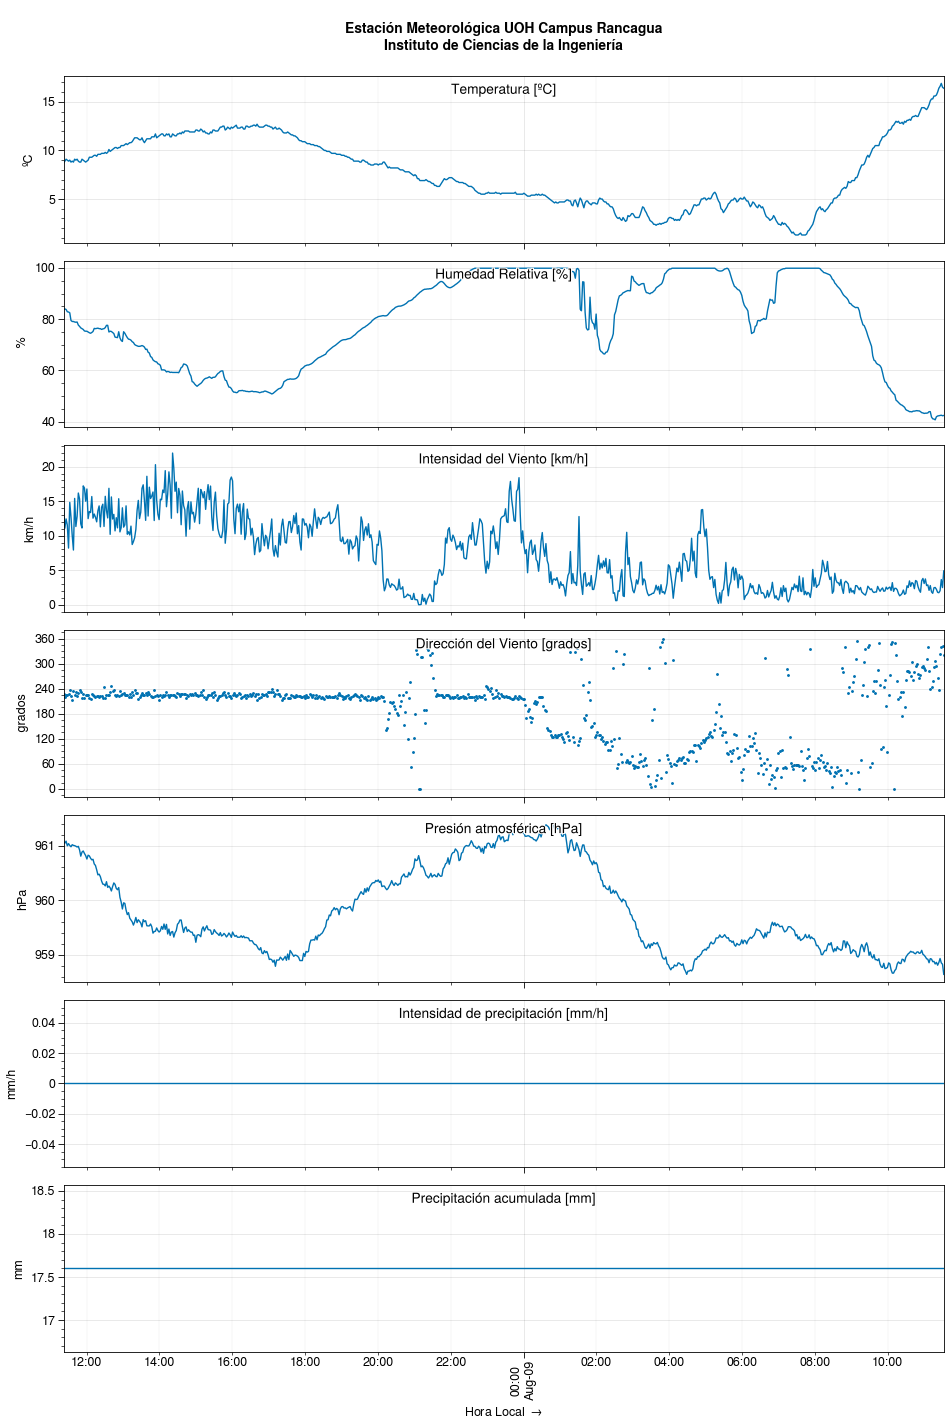 Estación Meteorológica UOH Campus Rancagua
Instituto de Ciencias de la Ingeniería
Temperatura [ºC]
15
10
5
ºC
Humedad Relativa [%]
100
80
60
40
%
Intensidad del Viento [km/h]
20
15
10
5
0
km/h
Dirección del Viento [grados]
360
300
240
180
120
60
0
grados
Presión atmosférica [hPa]
961
960
959
hPa
Intensidad de precipitación [mm/h]
0.04
0.02
0
−0.02
−0.04
mm/h
Precipitación acumulada [mm]
18.5
18
17.5
17
mm
12:00 14:00 16:00 18:00 20:00 22:00 00:00 02:00 04:00 06:00 08:00 10:00
Aug-09
Hora Local →